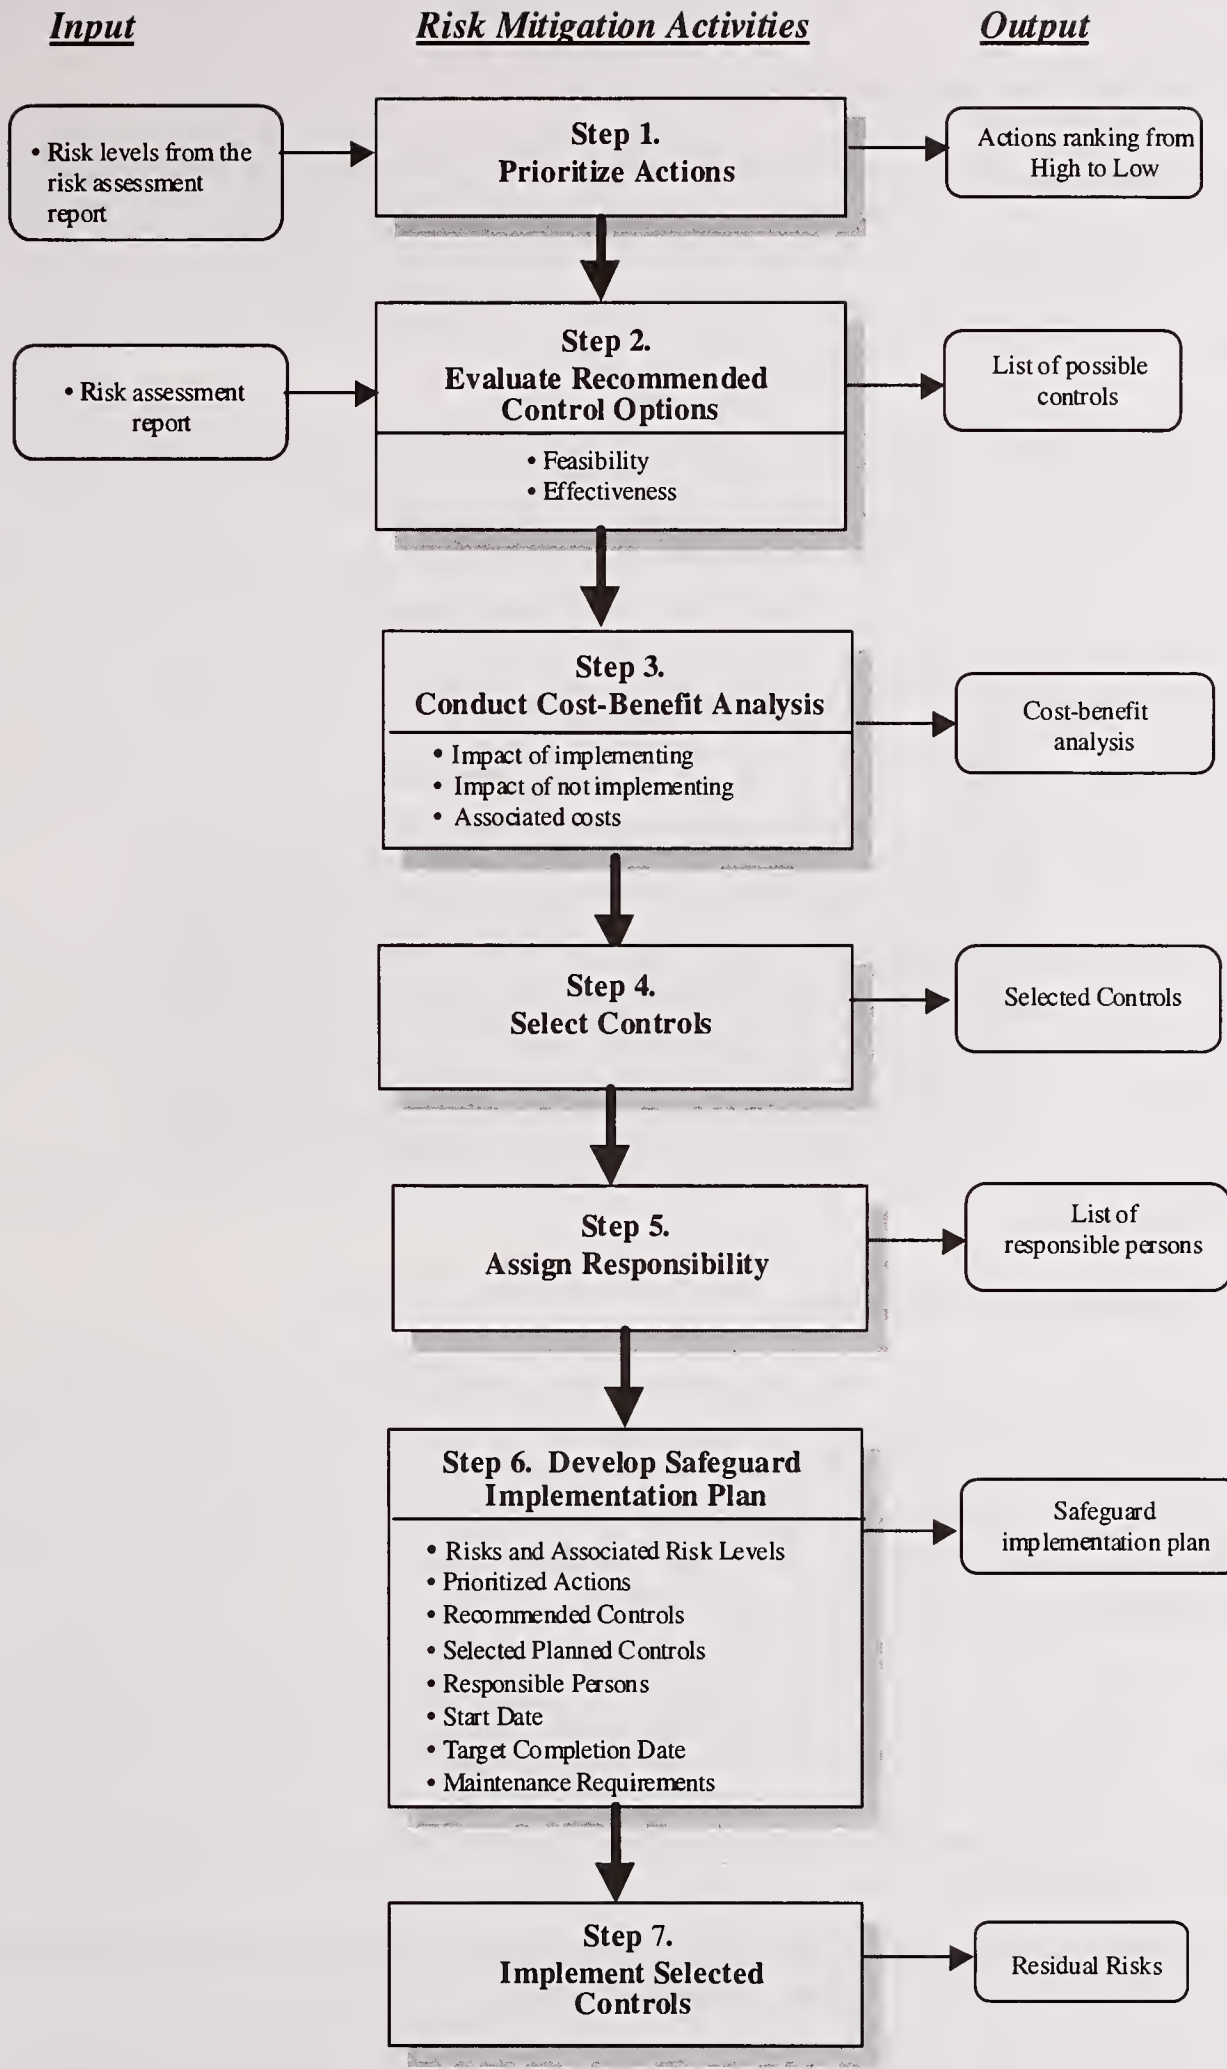 Input
Risk Mitigation Activities
Output
• Risk levels from the
risk assessment
report
Step 1.
Prioritize Actions
Actions ranking from
High to Low
• Risk assessment
report
Step 2.
Evaluate Recommended
Control Options
• Feasibility
• Effectiveness
List of possible
controls
Step 3.
Conduct Cost-Benefit Analysis
• Impact of implementing
• Impact of not implementing
• Associated costs
Cost-benefit
analysis
Step 4.
Select Controls
Selected Controls
Step 5.
Assign Responsibility
List of
responsible persons
Step 6. Develop Safeguard
Implementation Plan
• Risks and Associated Risk Levels
• Prioritized Actions
• Recommended Controls
• Selected Planned Controls
• Responsible Persons
• Start Date
• Target Completion Date
• Maintenance Requirements
Safeguard
implementation plan
Step 7.
Implement Selected
Controls
Residual Risks